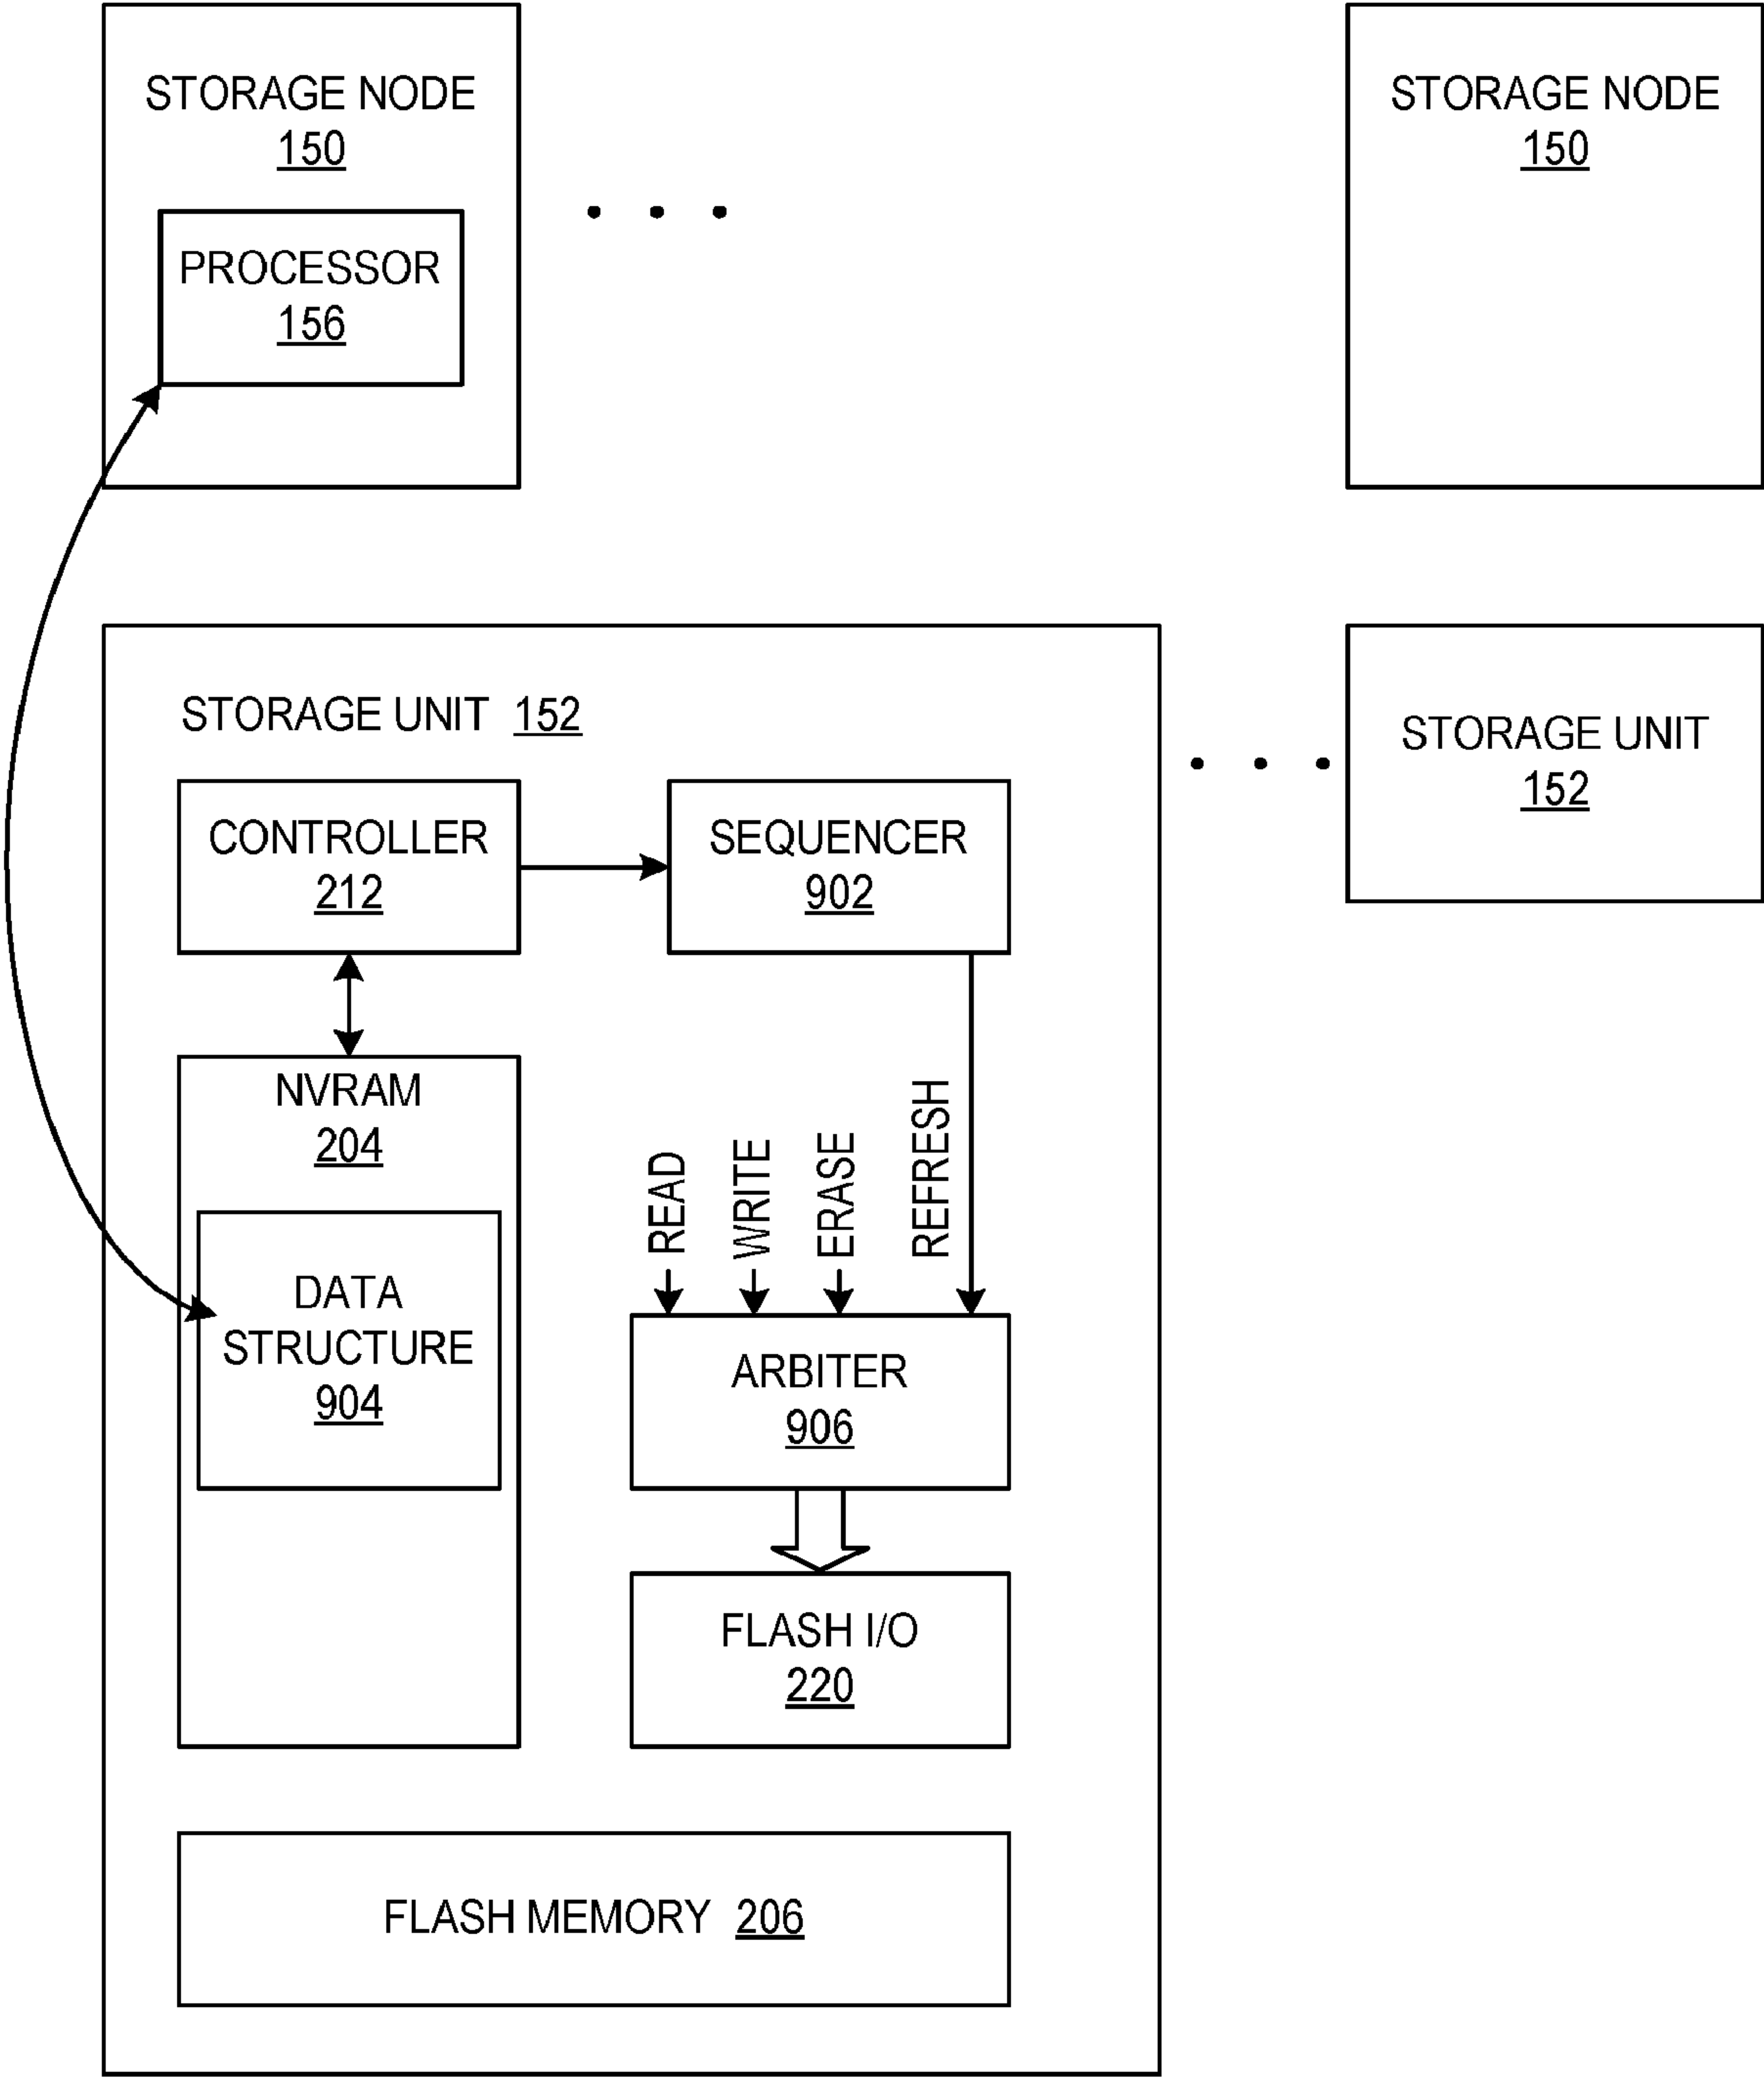 STORAGE NODE
150
PROCESSOR
156
STORAGE NODE
150
STORAGE UNIT 152
CONTROLLER
212
SEQUENCER
902
STORAGE UNIT
152
NVRAM
204
DATA
STRUCTURE
904
READ
WRITE
ERASE
REFRESH
ARBITER
906
FLASH I/O
220
FLASH MEMORY 206